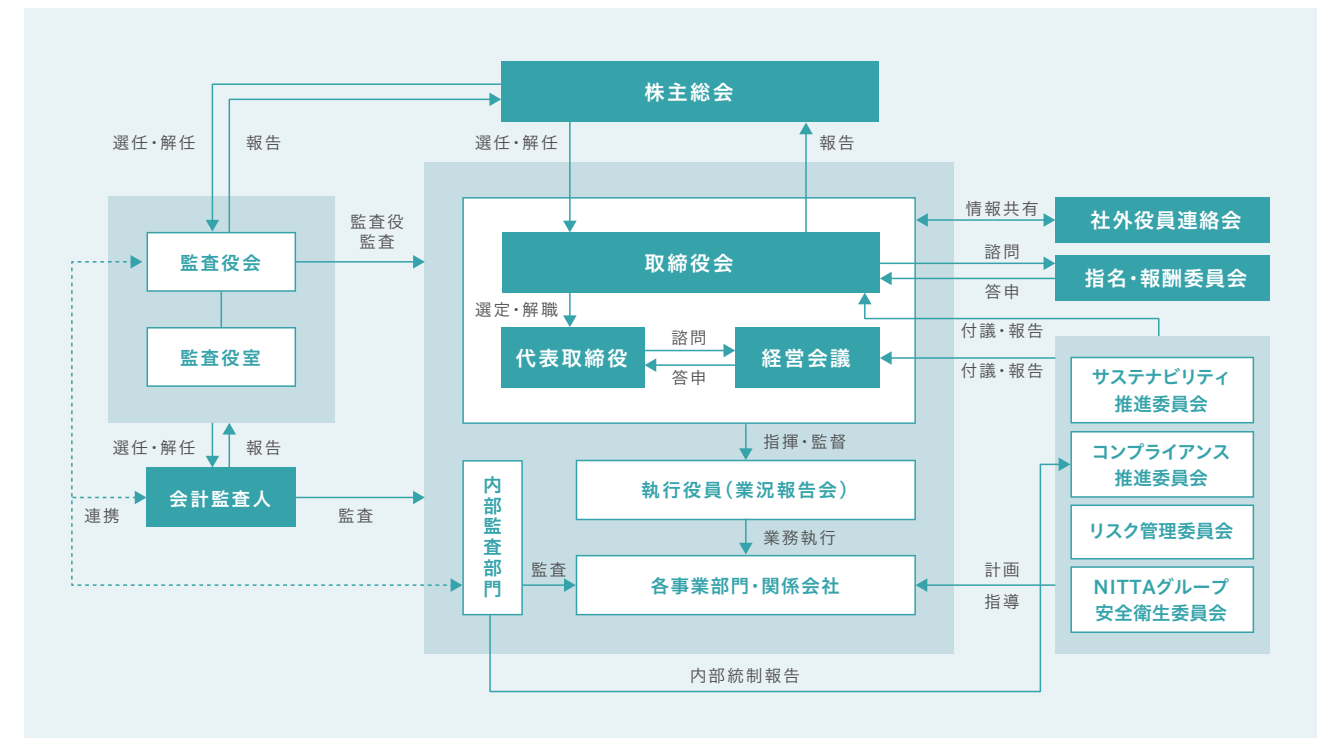 株主総会
選任・解任
報告
選任・解任
報告
監査役
監査
情報共有
社外役員連絡会
監査役会
取締役会
諮問
答申
指名・報酬委員会
選定・解職
付議・報告
監査役室
代表取締役
諮問
答申
経営会議
付議・報告
サステナビリティ
推進委員会
選任・解任
報告
指揮・監督
コンプライアンス
推進委員会
会計監査人
連携
監査
内部監査部門
執行役員（業況報告会）
業務執行
リスク管理委員会
監査
各事業部門・関係会社
計画
指導
NITTAグループ
安全衛生委員会
内部統制報告